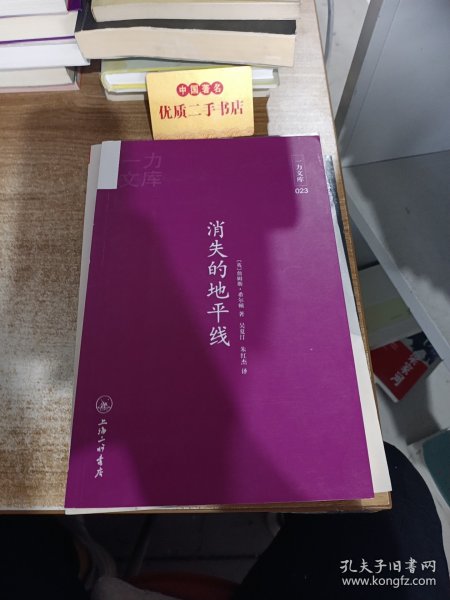 中国著名
优质二手书店
一力
文库
一力文库
023
消失的地平线
[英]詹姆斯·希尔顿 著 吴夏汀 朱红杰 译
上海三联书店
孔夫子旧书网
www.kongfz.com